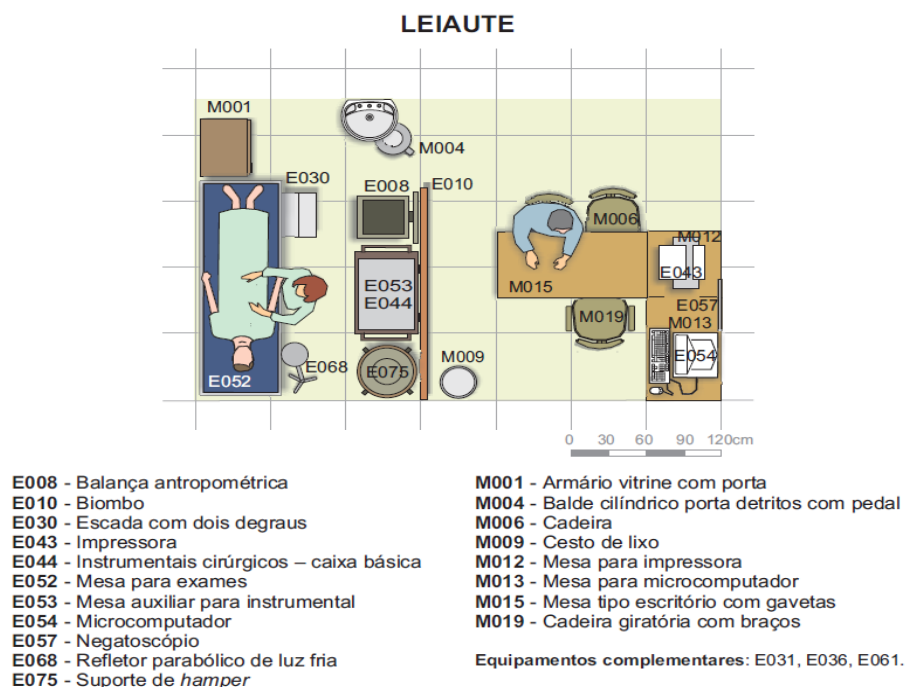 LEIAUTE
M001
M004
E030
E008
E010
M006
M012
E043
E053
E044
M015
E057
M019
M013
E054
E068
E075
M009
E052
0 30 60 90 120cm
E008 - Balança antropométrica
E010 - Biombo
E030 - Escada com dois degraus
E043 - Impressora
E044 - Instrumentais cirúrgicos – caixa básica
E052 - Mesa para exames
E053 - Mesa auxiliar para instrumental
E054 - Microcomputador
E057 - Negatoscópio
E068 - Refletor parabólico de luz fria
E075 - Suporte de hamper
M001 - Armário vitrine com porta
M004 - Balde cilíndrico porta detritos com pedal
M006 - Cadeira
M009 - Cesto de lixo
M012 - Mesa para impressora
M013 - Mesa para microcomputador
M015 - Mesa tipo escritório com gavetas
M019 - Cadeira giratória com braços
Equipamentos complementares: E031, E036, E061.